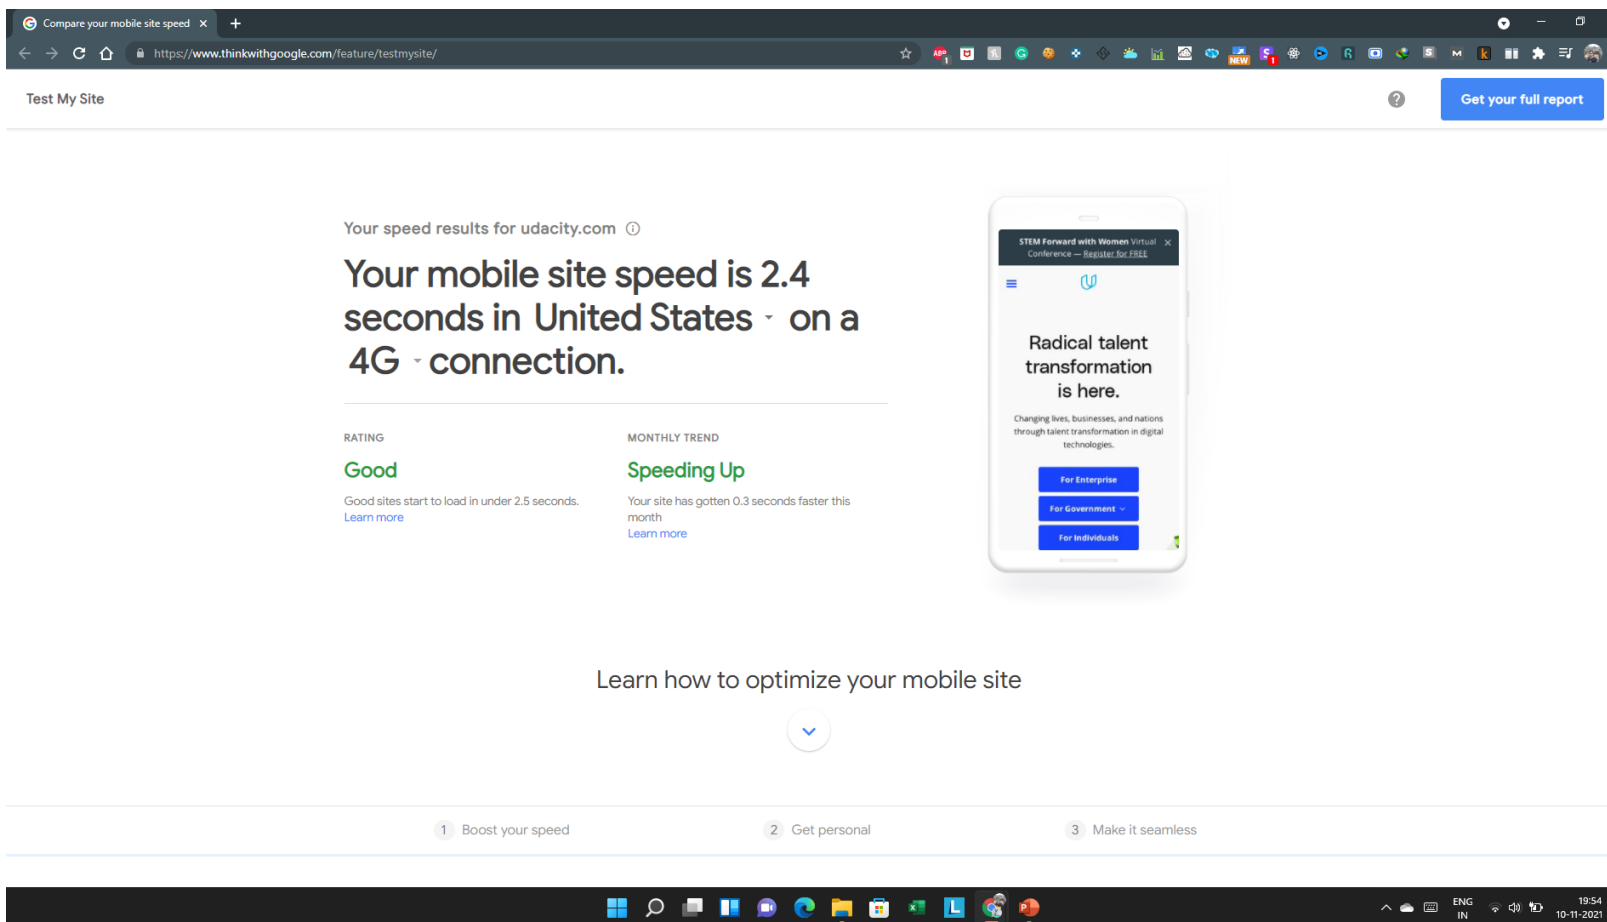 Compare your mobile site speed
https://www.thinkwithgoogle.com/feature/testmysite/
ABP
1
NEW
1
Test My Site
Get your full report
Your speed results for udacity.com
Your mobile site speed is 2.4
seconds in United States on a
4G connection.
RATING
Good
Good sites start to load in under 2.5 seconds.
Learn more
MONTHLY TREND
Speeding Up
Your site has gotten 0.3 seconds faster this
month
Learn more
STEM Forward with Women Virtual
Conference — Register for FREE
Radical talent
transformation
is here.
Changing lives, businesses, and nations
through talent transformation in digital
technologies.
For Enterprise
For Government
For Individuals
Learn how to optimize your mobile site
1 Boost your speed
2 Get personal
3 Make it seamless
ENG
IN
19:54
10-11-2021